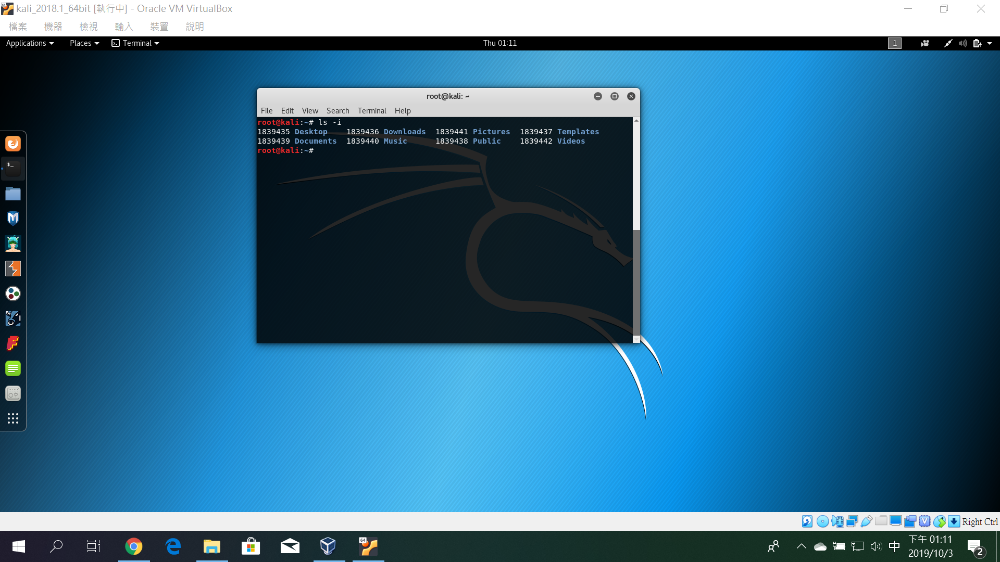 kali_2018.1_64bit [執行中] - Oracle VM VirtualBox
檔案 機器 檢視 輸入 裝置 說明
Applications Places Terminal Thu 01:11 1
root@kali: ~
File Edit View Search Terminal Help
root@kali:~# ls -i
1839435 Desktop 1839436 Downloads 1839441 Pictures 1839437 Templates
1839439 Documents 1839440 Music 1839438 Public 1839442 Videos
root@kali:~#
$_
Right Ctrl
64
中
下午 01:11
2019/10/3
2